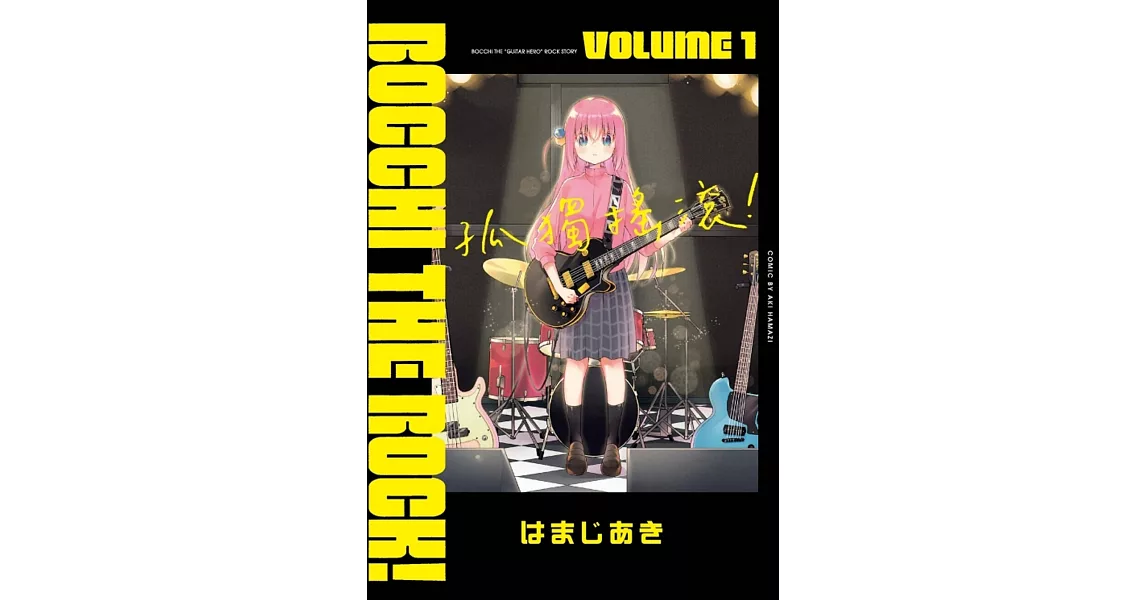 BOCCHI THE ROCK!
BOCCHI THE "GUITAR HERO" ROCK STORY
VOLUME 1
孤獨搖滾!
COMIC BY AKI HAMAZI
はまじあき